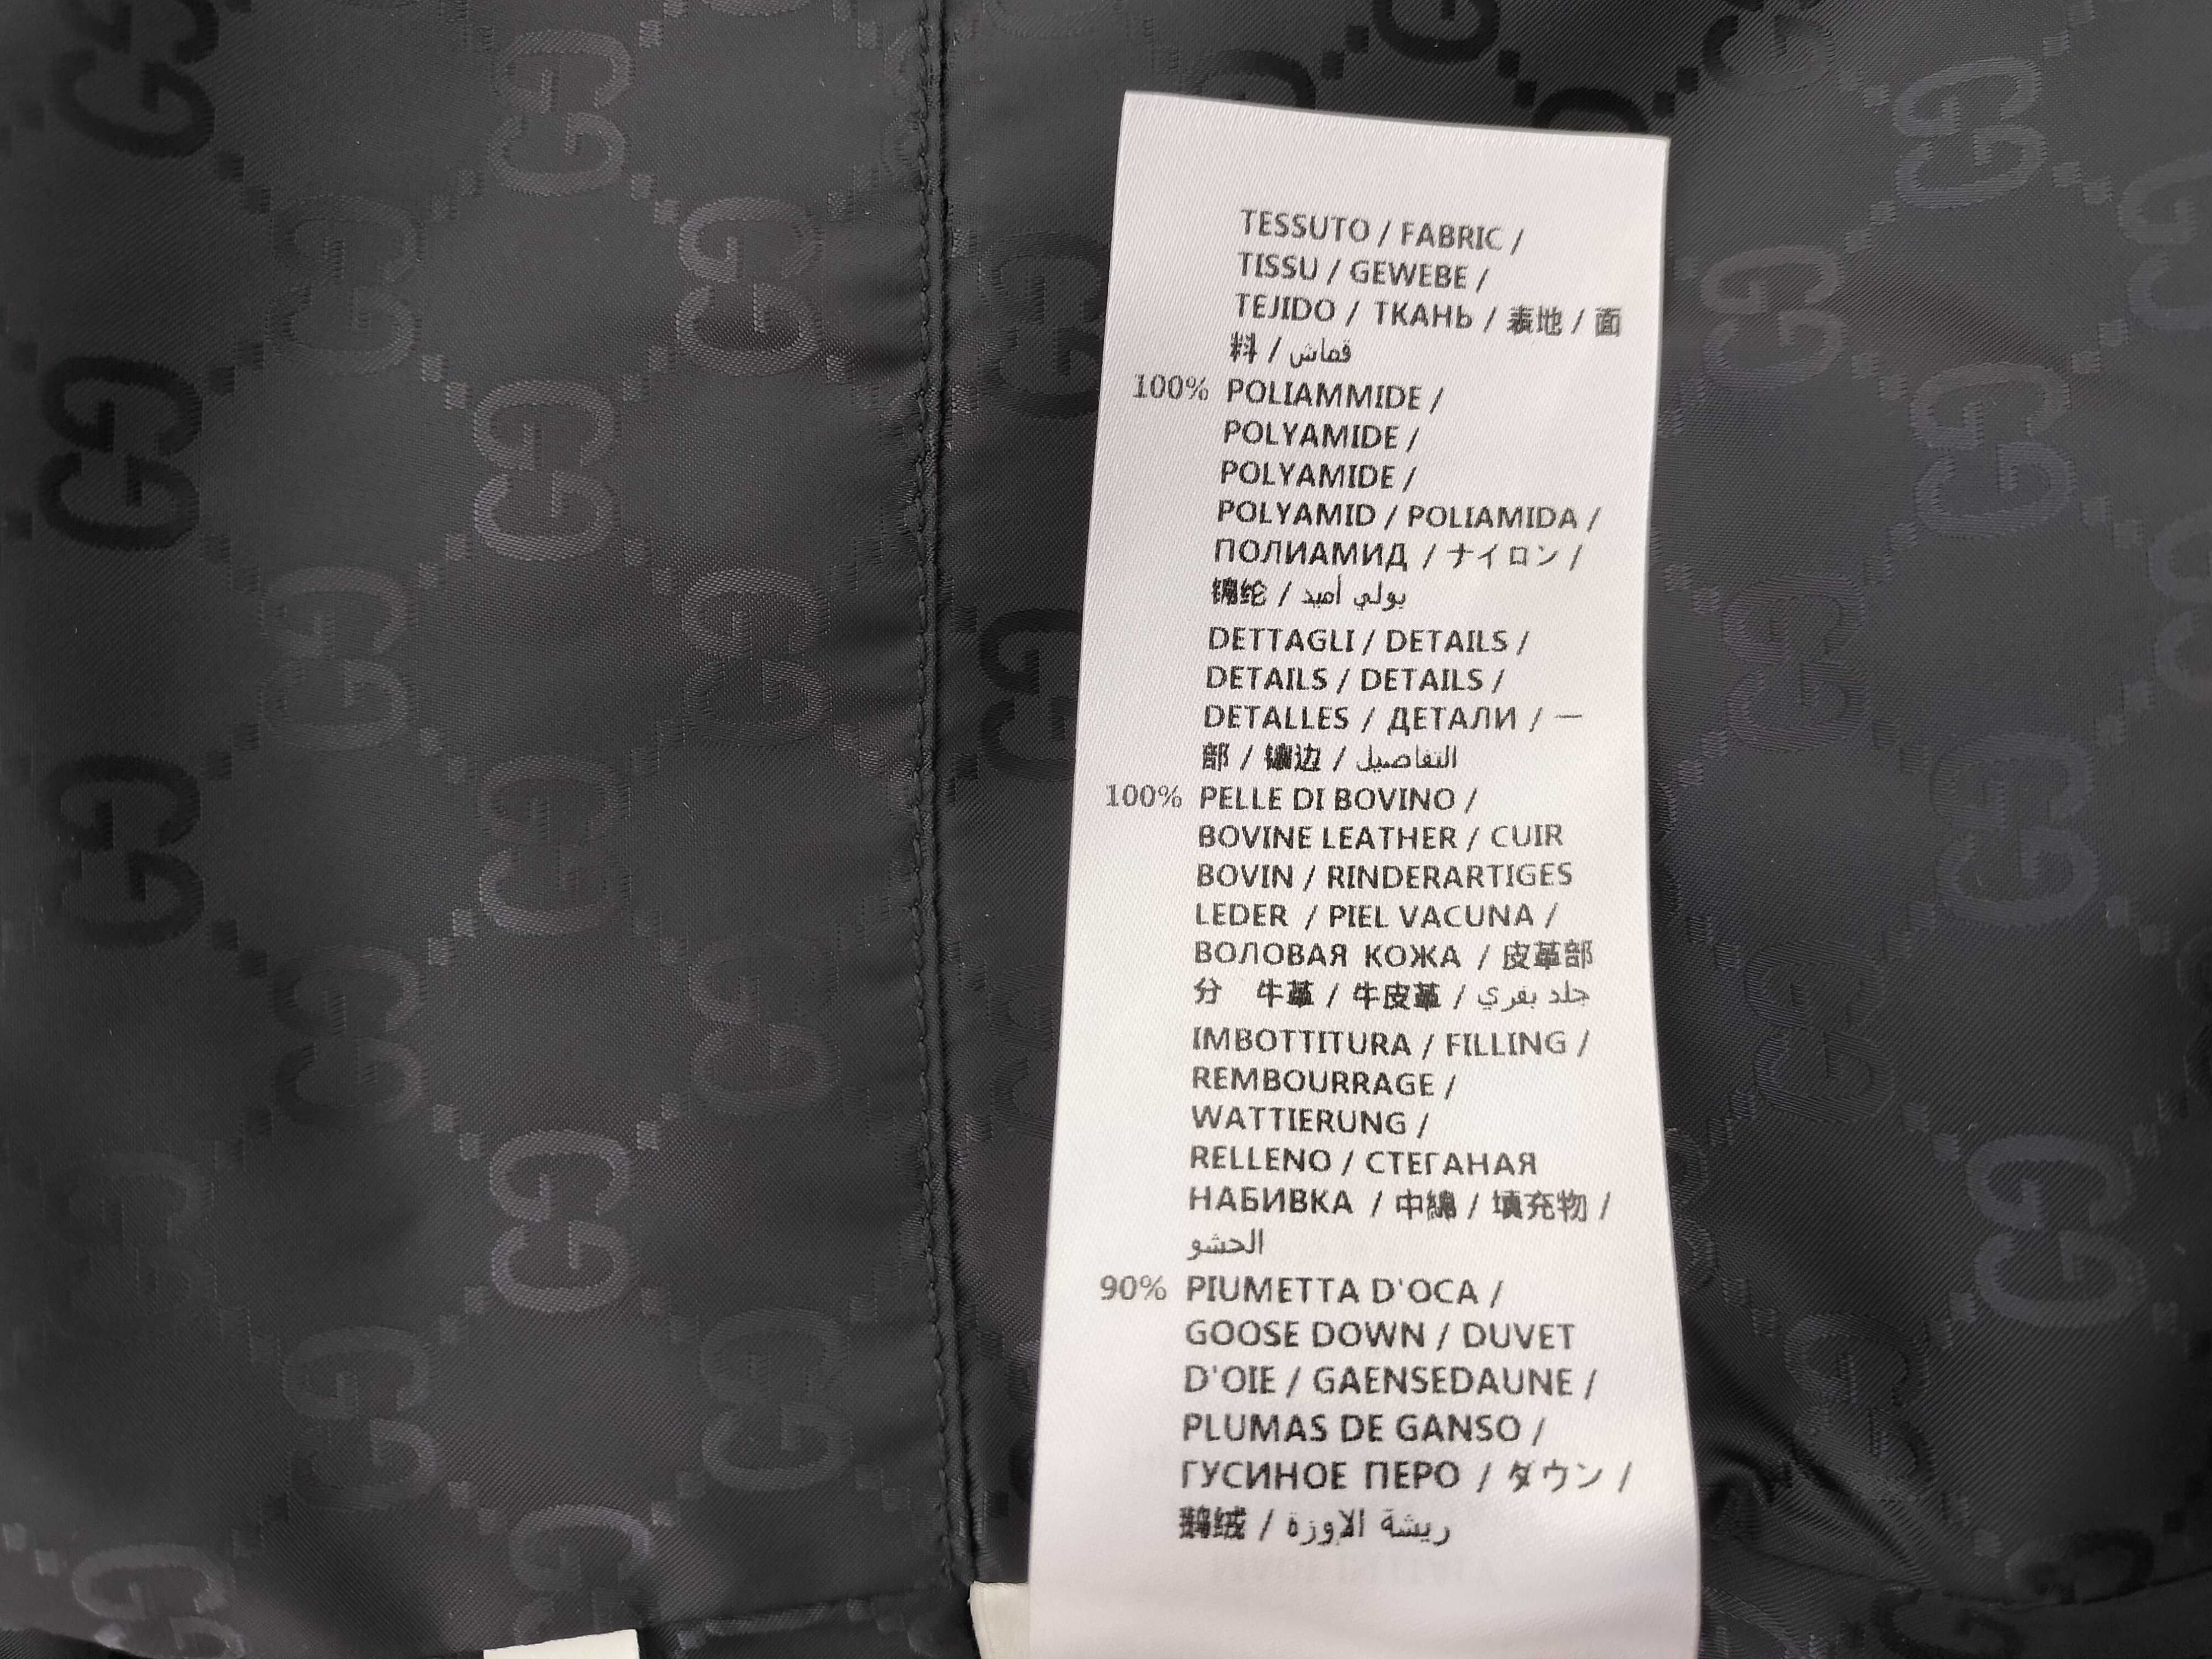 TESSUTO / FABRIC /
TISSU / GEWEBE /
TEJIDO / ТКАНЬ / 表地 / 面
料 / قماش
100% POLIAMMIDE /
POLYAMIDE /
POLYAMIDE /
POLYAMID / POLIAMIDA /
ПОЛИАМИД / ナイロン /
锦纶 / بولي أميد
DETTAGLI / DETAILS /
DETAILS / DETAILS /
DETALLES / ДЕТАЛИ / 一
部 / 镶边 / التفاصيل
100% PELLE DI BOVINO /
BOVINE LEATHER / CUIR
BOVIN / RINDERARTIGES
LEDER / PIEL VACUNA /
ВОЛОВАЯ КОЖА / 皮革部
分 牛革 / 牛皮革 / جلد بقري
IMBOTTITURA / FILLING /
REMBOURRAGE /
WATTIERUNG /
RELLENO / СТЕГАНАЯ
НАБИВКА / 中綿 / 填充物 /
الحشو
90% PIUMETTA D'OCA /
GOOSE DOWN / DUVET
D'OIE / GAENSEDAUNE /
PLUMAS DE GANSO /
ГУСИНОЕ ПЕРО / ダウン /
鹅绒 / ريشة الاوزة